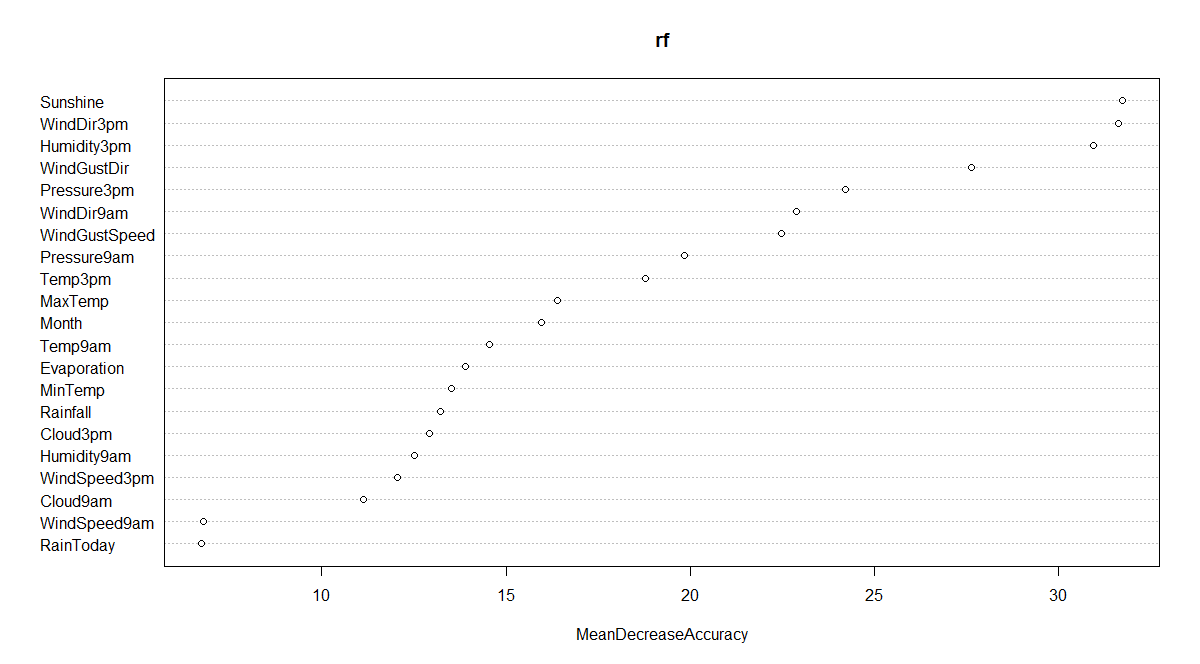 rf
Sunshine
WindDir3pm
Humidity3pm
WindGustDir
Pressure3pm
WindDir9am
WindGustSpeed
Pressure9am
Temp3pm
MaxTemp
Month
Temp9am
Evaporation
MinTemp
Rainfall
Cloud3pm
Humidity9am
WindSpeed3pm
Cloud9am
WindSpeed9am
RainToday
10 15 20 25 30
MeanDecreaseAccuracy